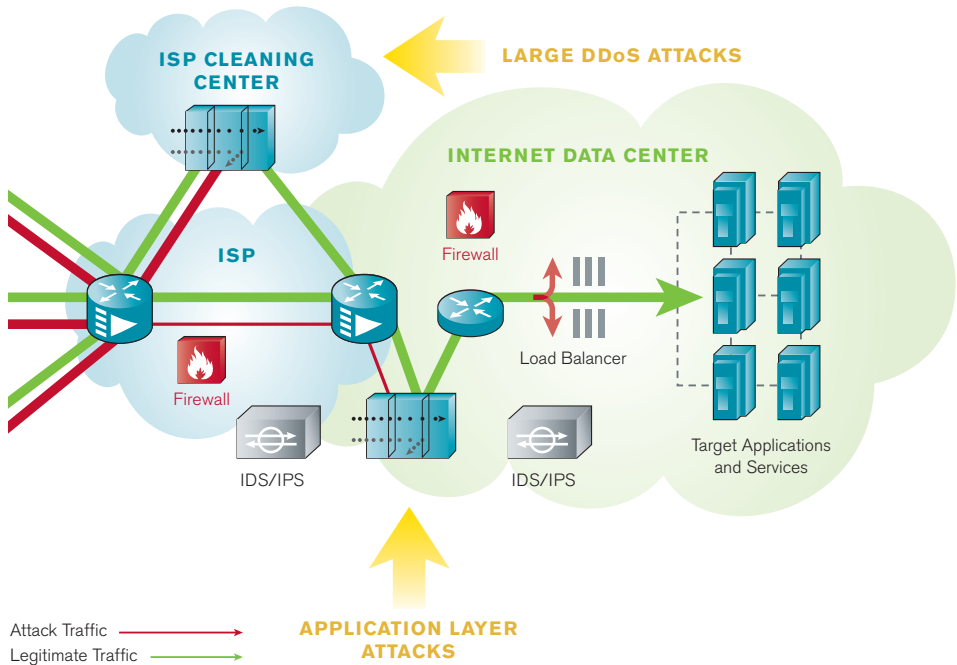 ISP CLEANING
CENTER
LARGE DDoS ATTACKS
INTERNET DATA CENTER
Firewall
ISP
Load Balancer
Firewall
Target Applications
and Services
IDS/IPS
IDS/IPS
APPLICATION LAYER
ATTACKS
Attack Traffic
Legitimate Traffic